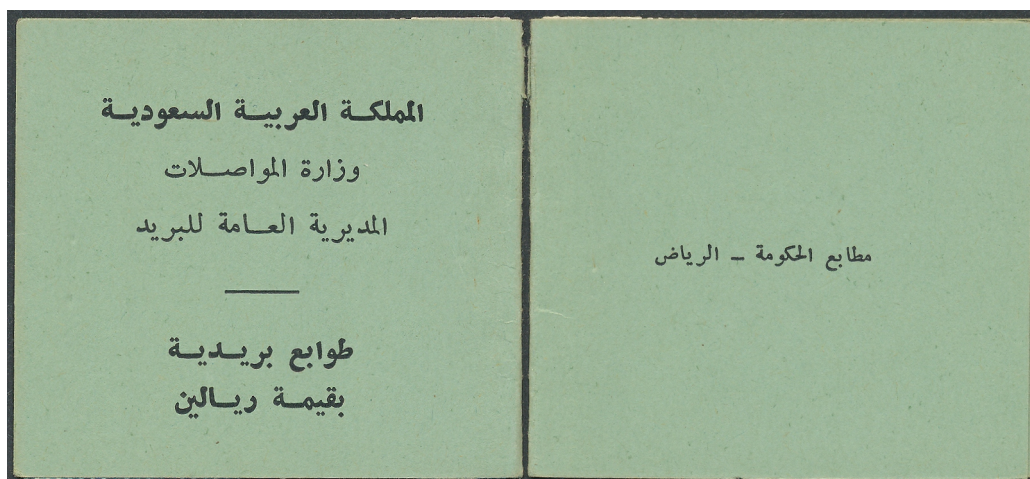 المملكة العربية السعودية
وزارة المواصلات
المديرية العامة للبريد
طوابع بريدية
بقيمة ريالين
مطابع الحكومة - الرياض